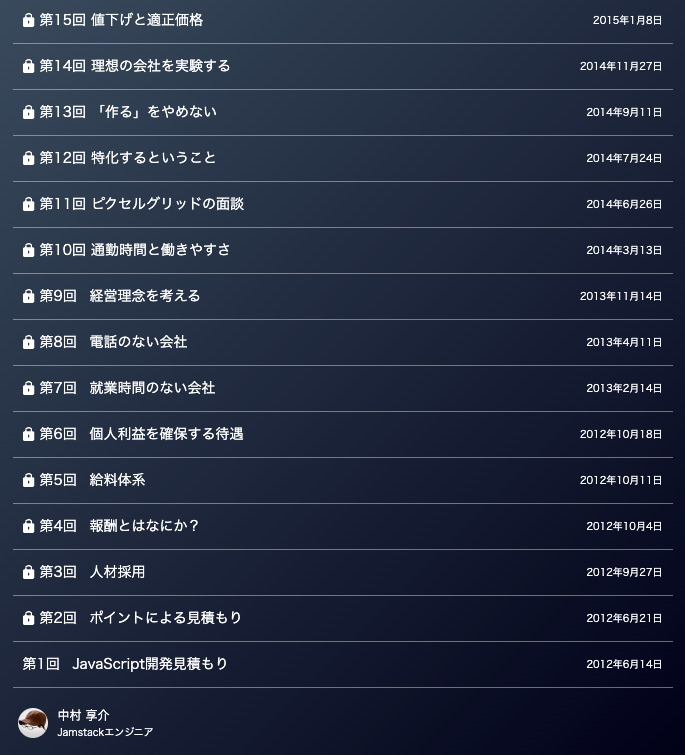 第15回 値下げと適正価格 2015年1月8日
第14回 理想の会社を実験する 2014年11月27日
第13回 「作る」をやめない 2014年9月11日
第12回 特化するということ 2014年7月24日
第11回 ピクセルグリッドの面談 2014年6月26日
第10回 通勤時間と働きやすさ 2014年3月13日
第9回　経営理念を考える 2013年11月14日
第8回　電話のない会社 2013年4月11日
第7回　就業時間のない会社 2013年2月14日
第6回　個人利益を確保する待遇 2012年10月18日
第5回　給料体系 2012年10月11日
第4回　報酬とはなにか？ 2012年10月4日
第3回　人材採用 2012年9月27日
第2回　ポイントによる見積もり 2012年6月21日
第1回　JavaScript開発見積もり 2012年6月14日
中村 享介
Jamstackエンジニア